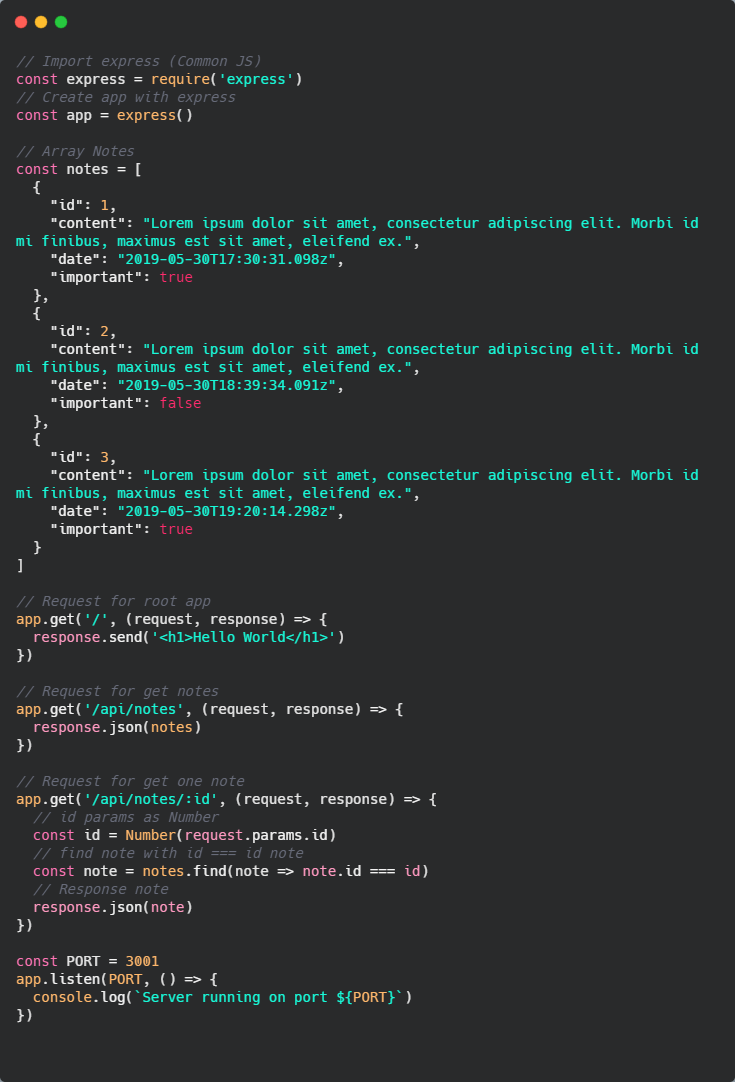 // Import express (Common JS)
const express = require('express')
// Create app with express
const app = express()

// Array Notes
const notes = [
  {
    "id": 1,
    "content": "Lorem ipsum dolor sit amet, consectetur adipiscing elit. Morbi id
mi finibus, maximus est sit amet, eleifend ex.",
    "date": "2019-05-30T17:30:31.098z",
    "important": true
  },
  {
    "id": 2,
    "content": "Lorem ipsum dolor sit amet, consectetur adipiscing elit. Morbi id
mi finibus, maximus est sit amet, eleifend ex.",
    "date": "2019-05-30T18:39:34.091z",
    "important": false
  },
  {
    "id": 3,
    "content": "Lorem ipsum dolor sit amet, consectetur adipiscing elit. Morbi id
mi finibus, maximus est sit amet, eleifend ex.",
    "date": "2019-05-30T19:20:14.298z",
    "important": true
  }
]

// Request for root app
app.get('/', (request, response) => {
  response.send('<h1>Hello World</h1>')
})

// Request for get notes
app.get('/api/notes', (request, response) => {
  response.json(notes)
})

// Request for get one note
app.get('/api/notes/:id', (request, response) => {
  // id params as Number
  const id = Number(request.params.id)
  // find note with id === id note
  const note = notes.find(note => note.id === id)
  // Response note
  response.json(note)
})

const PORT = 3001
app.listen(PORT, () => {
  console.log(`Server running on port ${PORT}`)
})